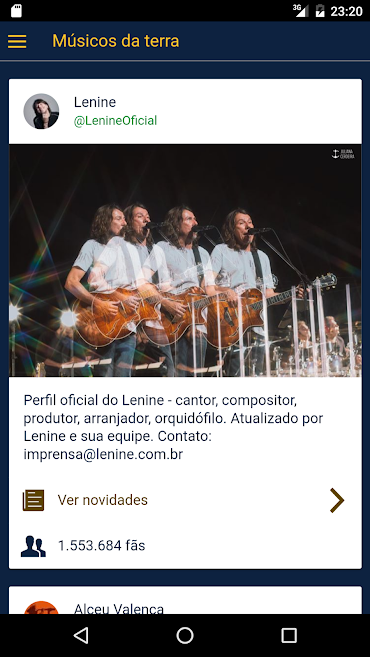 3G 23:20
Músicos da terra
Lenine
@LenineOficial
JULIANA
CERDEIRA
Perfil oficial do Lenine - cantor, compositor,
produtor, arranjador, orquidófilo. Atualizado por
Lenine e sua equipe. Contato:
imprensa@lenine.com.br
Ver novidades
1.553.684 fãs
Alceu Valença